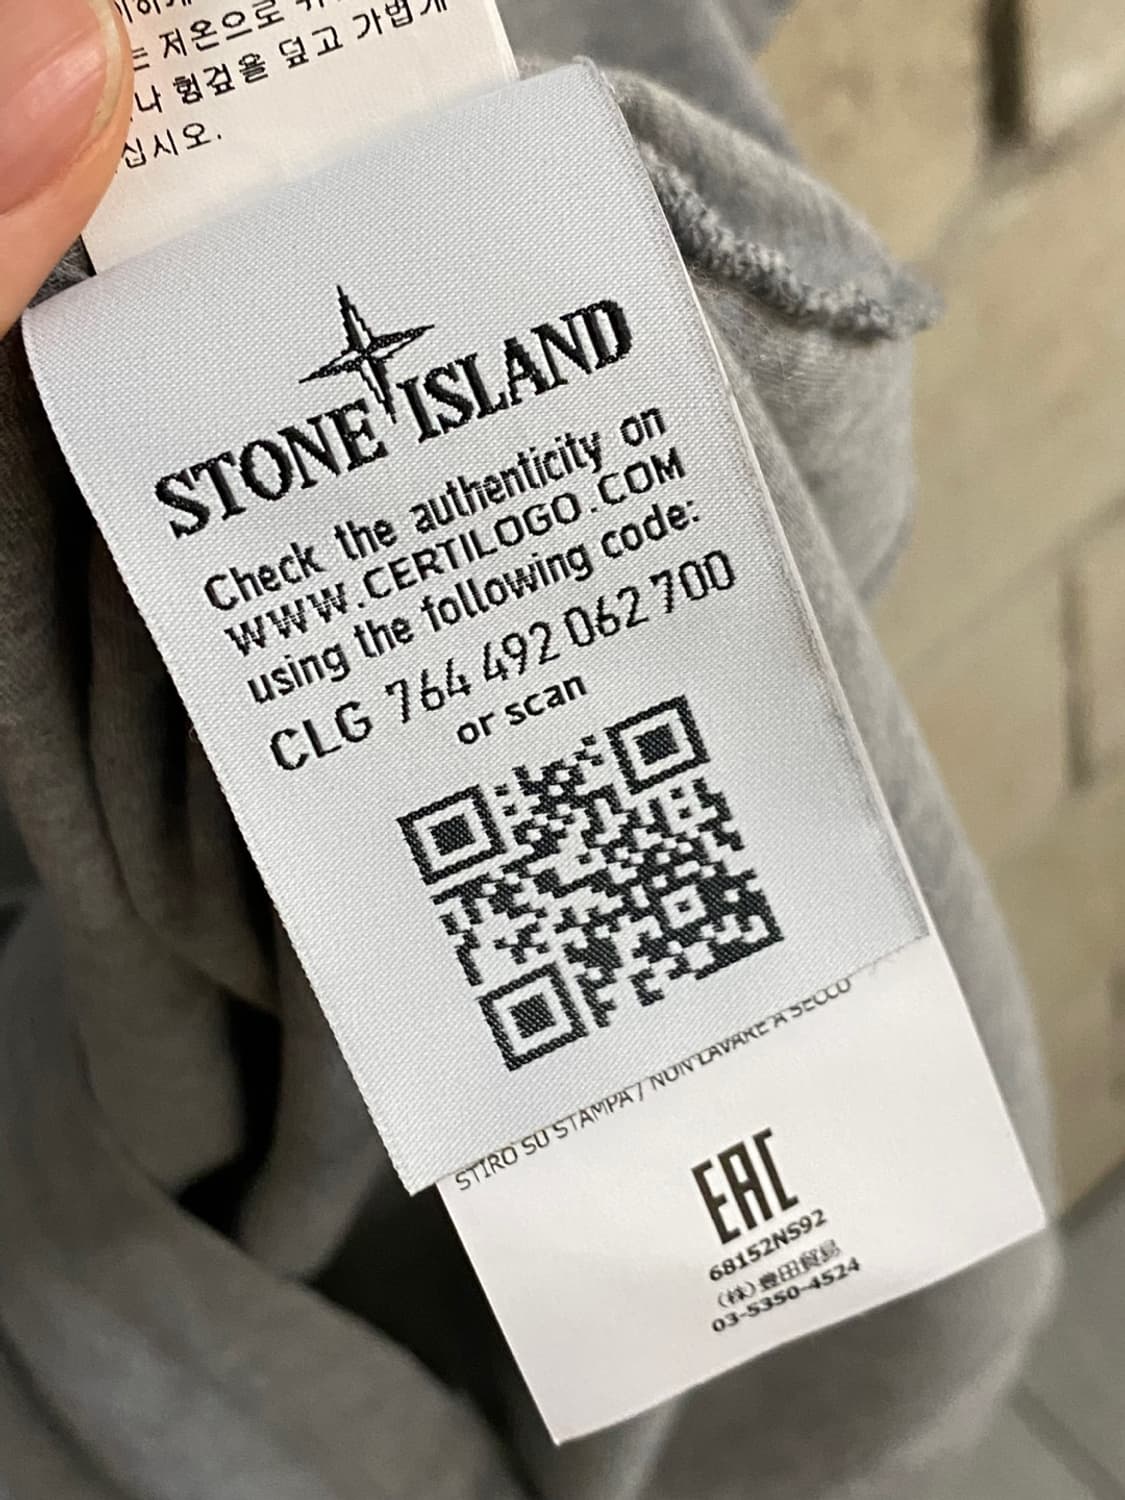 는 저온으로
나 헝겊을 덮고 가볍게
십시오.
STONE ISLAND
Check the authenticity on
WWW.CERTILOGO.COM
using the following code:
CLG 764 492 062 700
or scan
STIRO SU STAMPA / NON LAVARE A SECCO
EAC
68152NS92
(株)豊田貿易
03-5350-4524